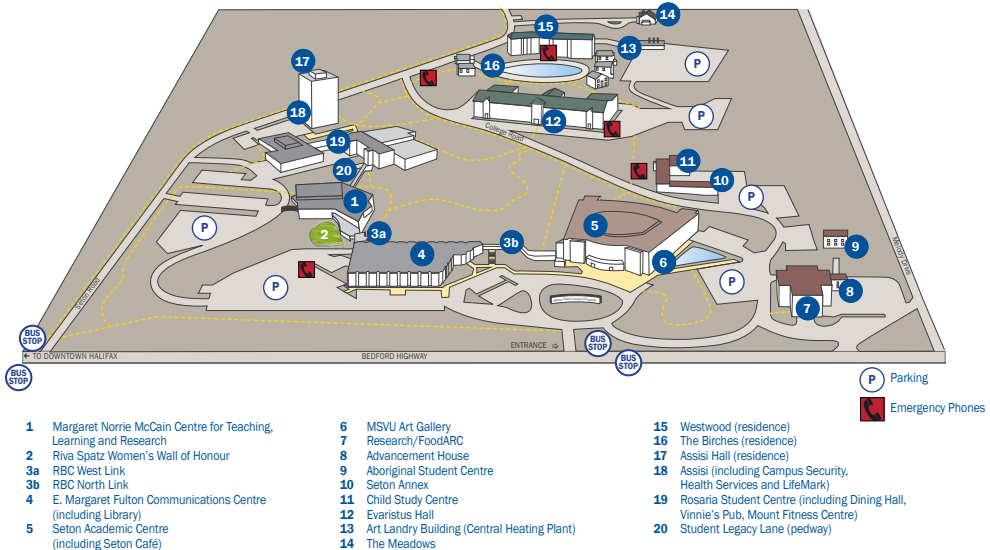 14
15
13
17
16
P
18
12
P
College Road
19
11
20
10
1
P
3a
5
P
2
3b
4
6
9
Melody Drive
P
P
8
7
Seton Road
BUS
STOP
BUS
STOP
BUS
STOP
BUS
STOP
← TO DOWNTOWN HALIFAX
BEDFORD HIGHWAY
ENTRANCE ⇨
P Parking
Emergency Phones
1 Margaret Norrie McCain Centre for Teaching,
Learning and Research
2 Riva Spatz Women's Wall of Honour
3a RBC West Link
3b RBC North Link
4 E. Margaret Fulton Communications Centre
(including Library)
5 Seton Academic Centre
(including Seton Café)
6 MSVU Art Gallery
7 Research/FoodARC
8 Advancement House
9 Aboriginal Student Centre
10 Seton Annex
11 Child Study Centre
12 Evaristus Hall
13 Art Landry Building (Central Heating Plant)
14 The Meadows
15 Westwood (residence)
16 The Birches (residence)
17 Assisi Hall (residence)
18 Assisi (including Campus Security,
Health Services and LifeMark)
19 Rosaria Student Centre (including Dining Hall,
Vinnie's Pub, Mount Fitness Centre)
20 Student Legacy Lane (pedway)